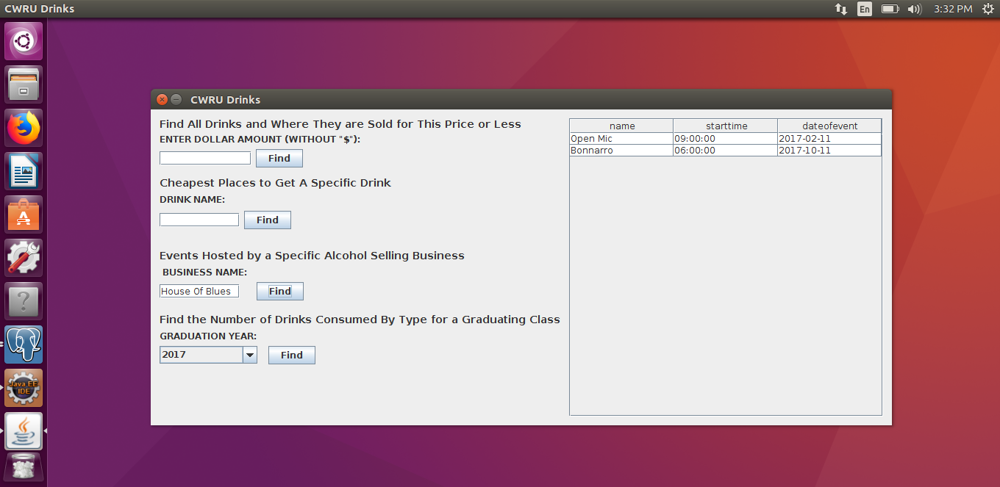 CWRU Drinks
En
3:32 PM
CWRU Drinks
Find All Drinks and Where They are Sold for This Price or Less
ENTER DOLLAR AMOUNT (WITHOUT "$"):
Find
Cheapest Places to Get A Specific Drink
DRINK NAME:
Find
Events Hosted by a Specific Alcohol Selling Business
BUSINESS NAME:
House Of Blues Find
Find the Number of Drinks Consumed By Type for a Graduating Class
GRADUATION YEAR:
2017 Find
name starttime dateofevent
Open Mic 09:00:00 2017-02-11
Bonnarro 06:00:00 2017-10-11
?
Java EE
IDE